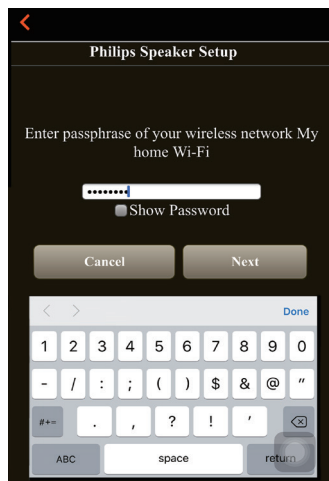 Philips Speaker Setup
Enter passphrase of your wireless network My
home Wi-Fi
••••••••
Show Password
Cancel Next
Done
1 2 3 4 5 6 7 8 9 0
- / : ; ( ) $ & @ "
#+= . , ? ! '
ABC space return